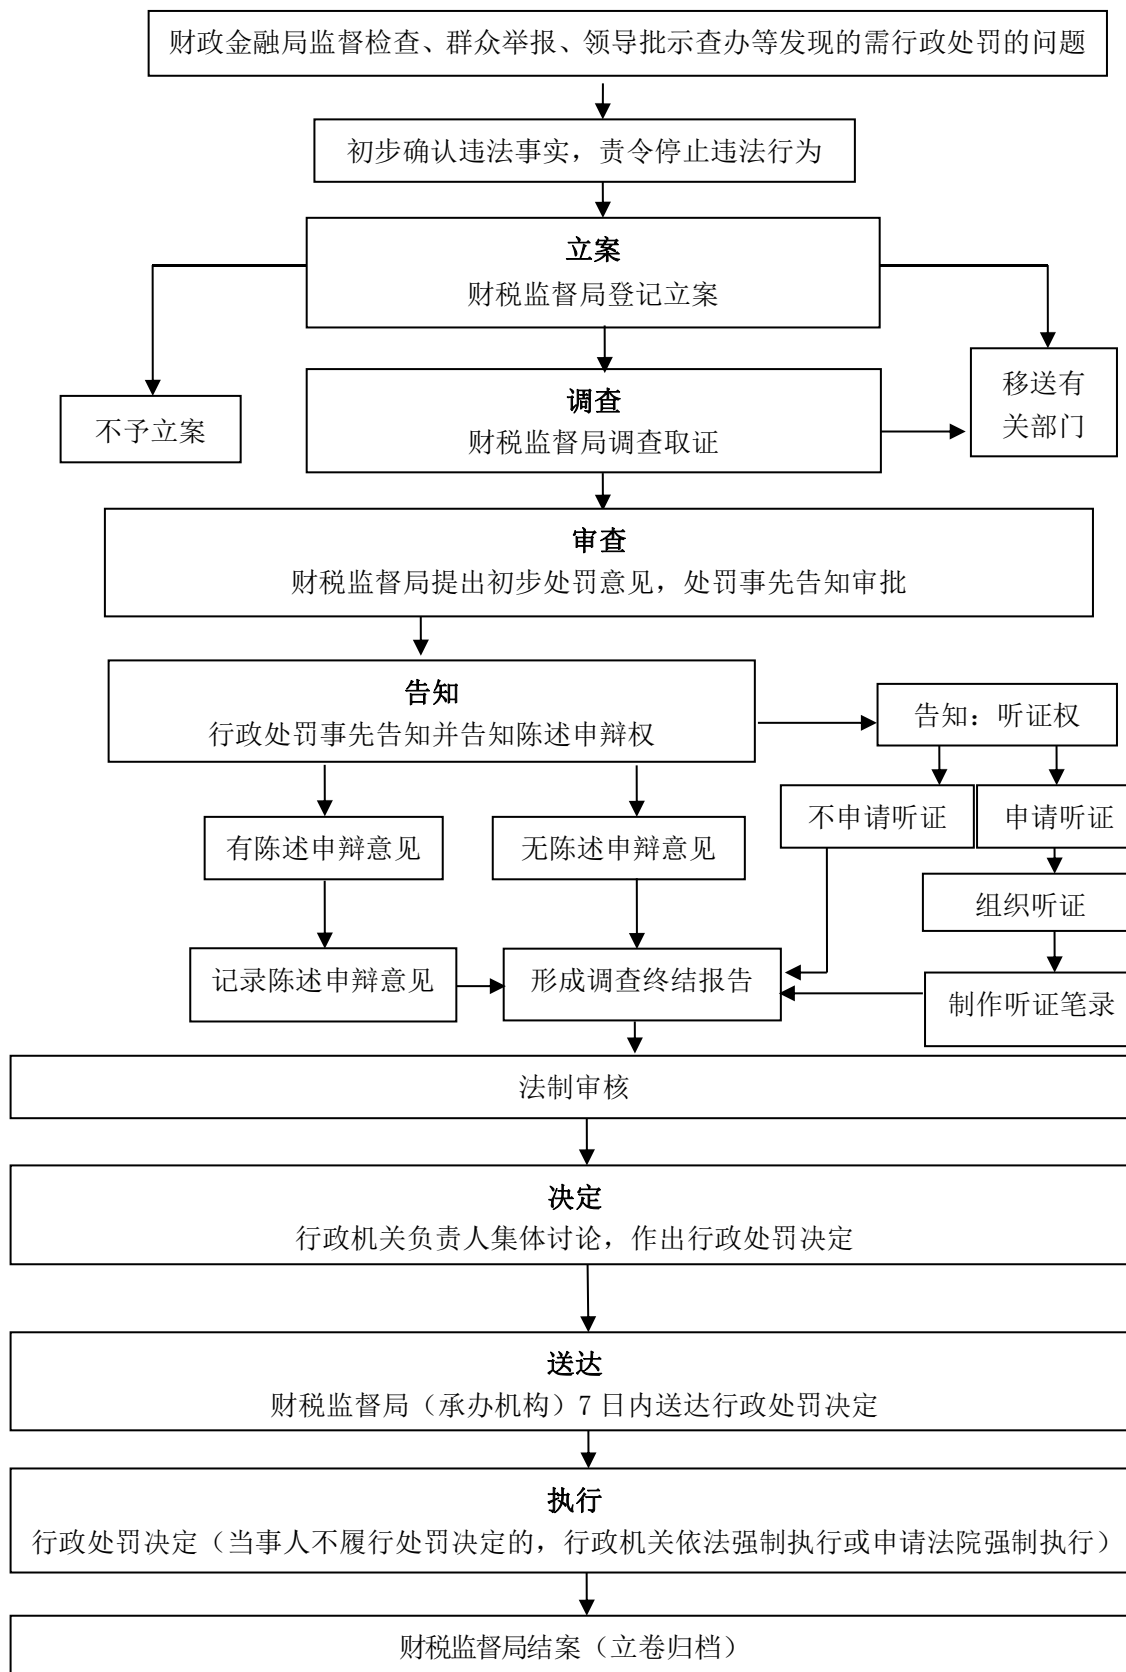 财政金融局监督检查、群众举报、领导批示查办等发现的需行政处罚的问题
初步确认违法事实，责令停止违法行为
立案
财税监督局登记立案
不予立案
移送有
关部门
调查
财税监督局调查取证
审查
财税监督局提出初步处罚意见，处罚事先告知审批
告知
行政处罚事先告知并告知陈述申辩权
告知：听证权
不申请听证
申请听证
有陈述申辩意见
无陈述申辩意见
组织听证
记录陈述申辩意见
形成调查终结报告
制作听证笔录
法制审核
决定
行政机关负责人集体讨论，作出行政处罚决定
送达
财税监督局（承办机构）7 日内送达行政处罚决定
执行
行政处罚决定（当事人不履行处罚决定的，行政机关依法强制执行或申请法院强制执行）
财税监督局结案（立卷归档）